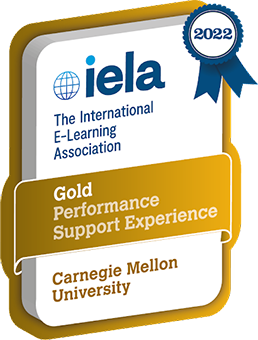 2022
iela
The International
E-Learning
Association
Gold
Performance
Support Experience
Carnegie Mellon
University